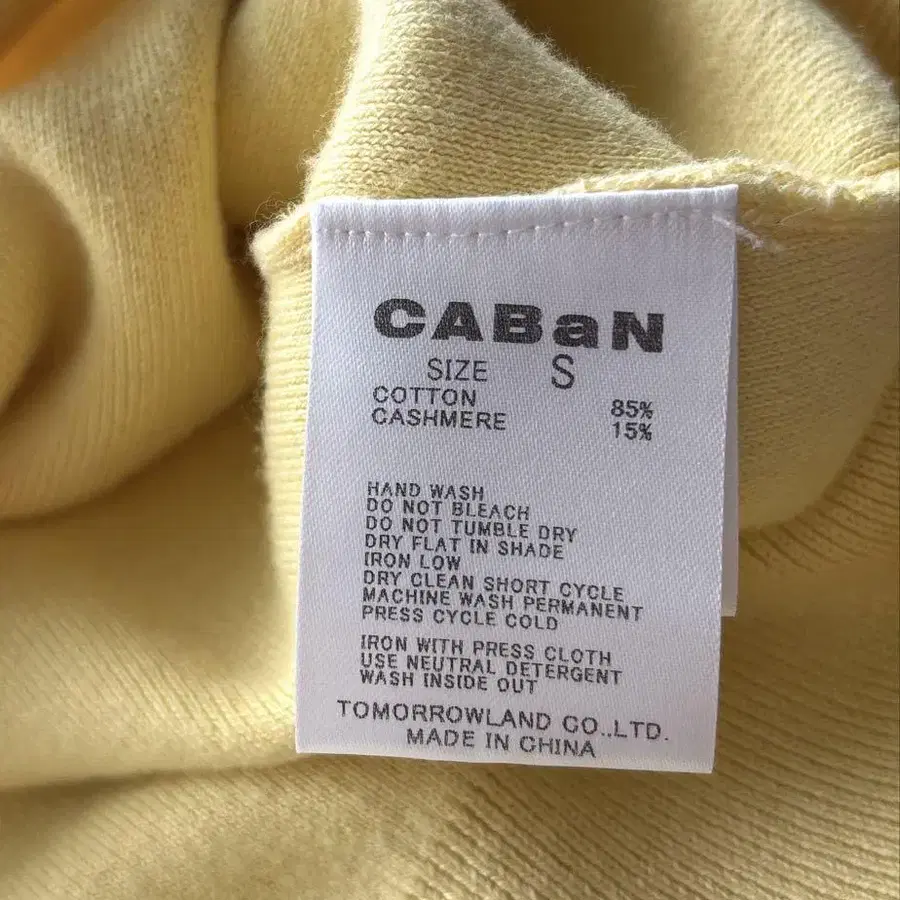 CABaN
SIZE S
COTTON 85%
CASHMERE 15%
HAND WASH
DO NOT BLEACH
DO NOT TUMBLE DRY
DRY FLAT IN SHADE
IRON LOW
DRY CLEAN SHORT CYCLE
MACHINE WASH PERMANENT
PRESS CYCLE COLD
IRON WITH PRESS CLOTH
USE NEUTRAL DETERGENT
WASH INSIDE OUT
TOMORROWLAND CO.,LTD.
MADE IN CHINA